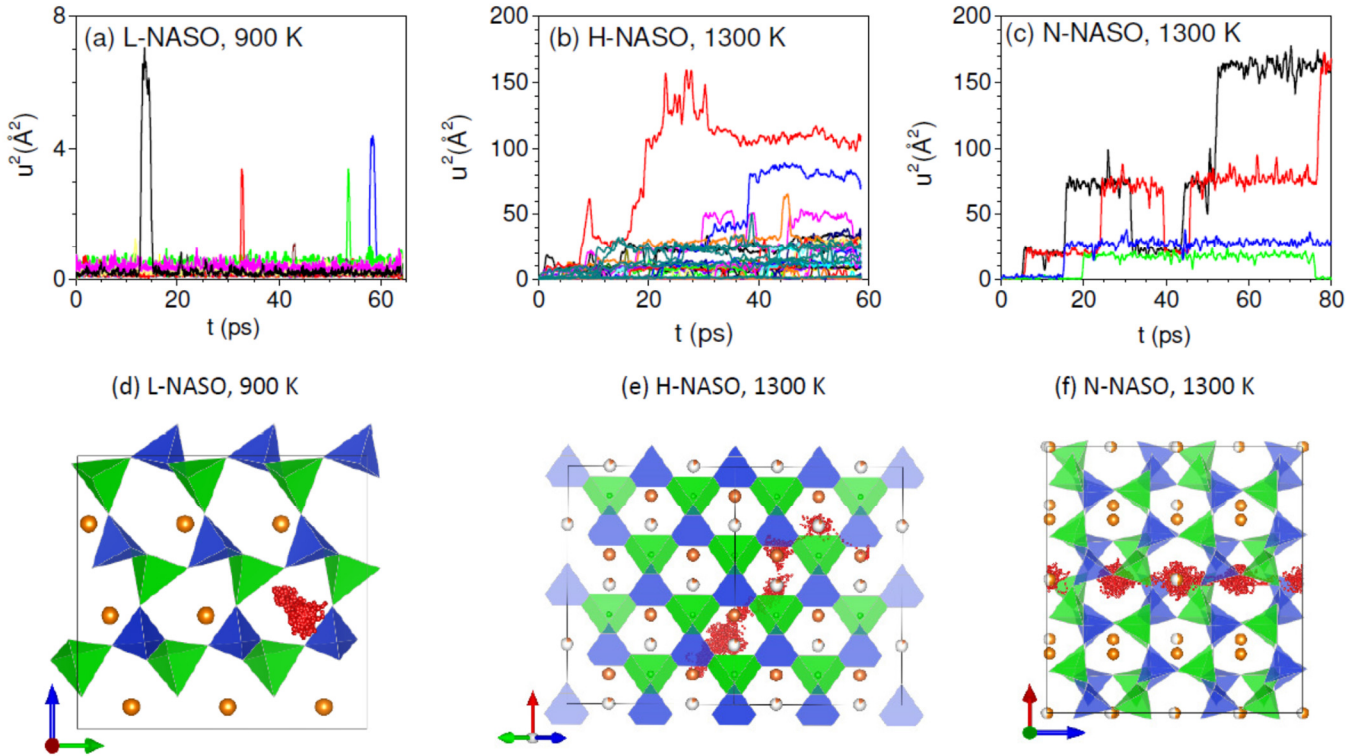 (a) L-NASO, 900 K
u²(Å²)
8
4
0
0 20 40 60
t (ps)
(b) H-NASO, 1300 K
u²(Å²)
200
150
100
50
0
0 20 40 60
t (ps)
(c) N-NASO, 1300 K
u²(Å²)
200
150
100
50
0
0 20 40 60 80
t (ps)
(d) L-NASO, 900 K
(e) H-NASO, 1300 K
(f) N-NASO, 1300 K